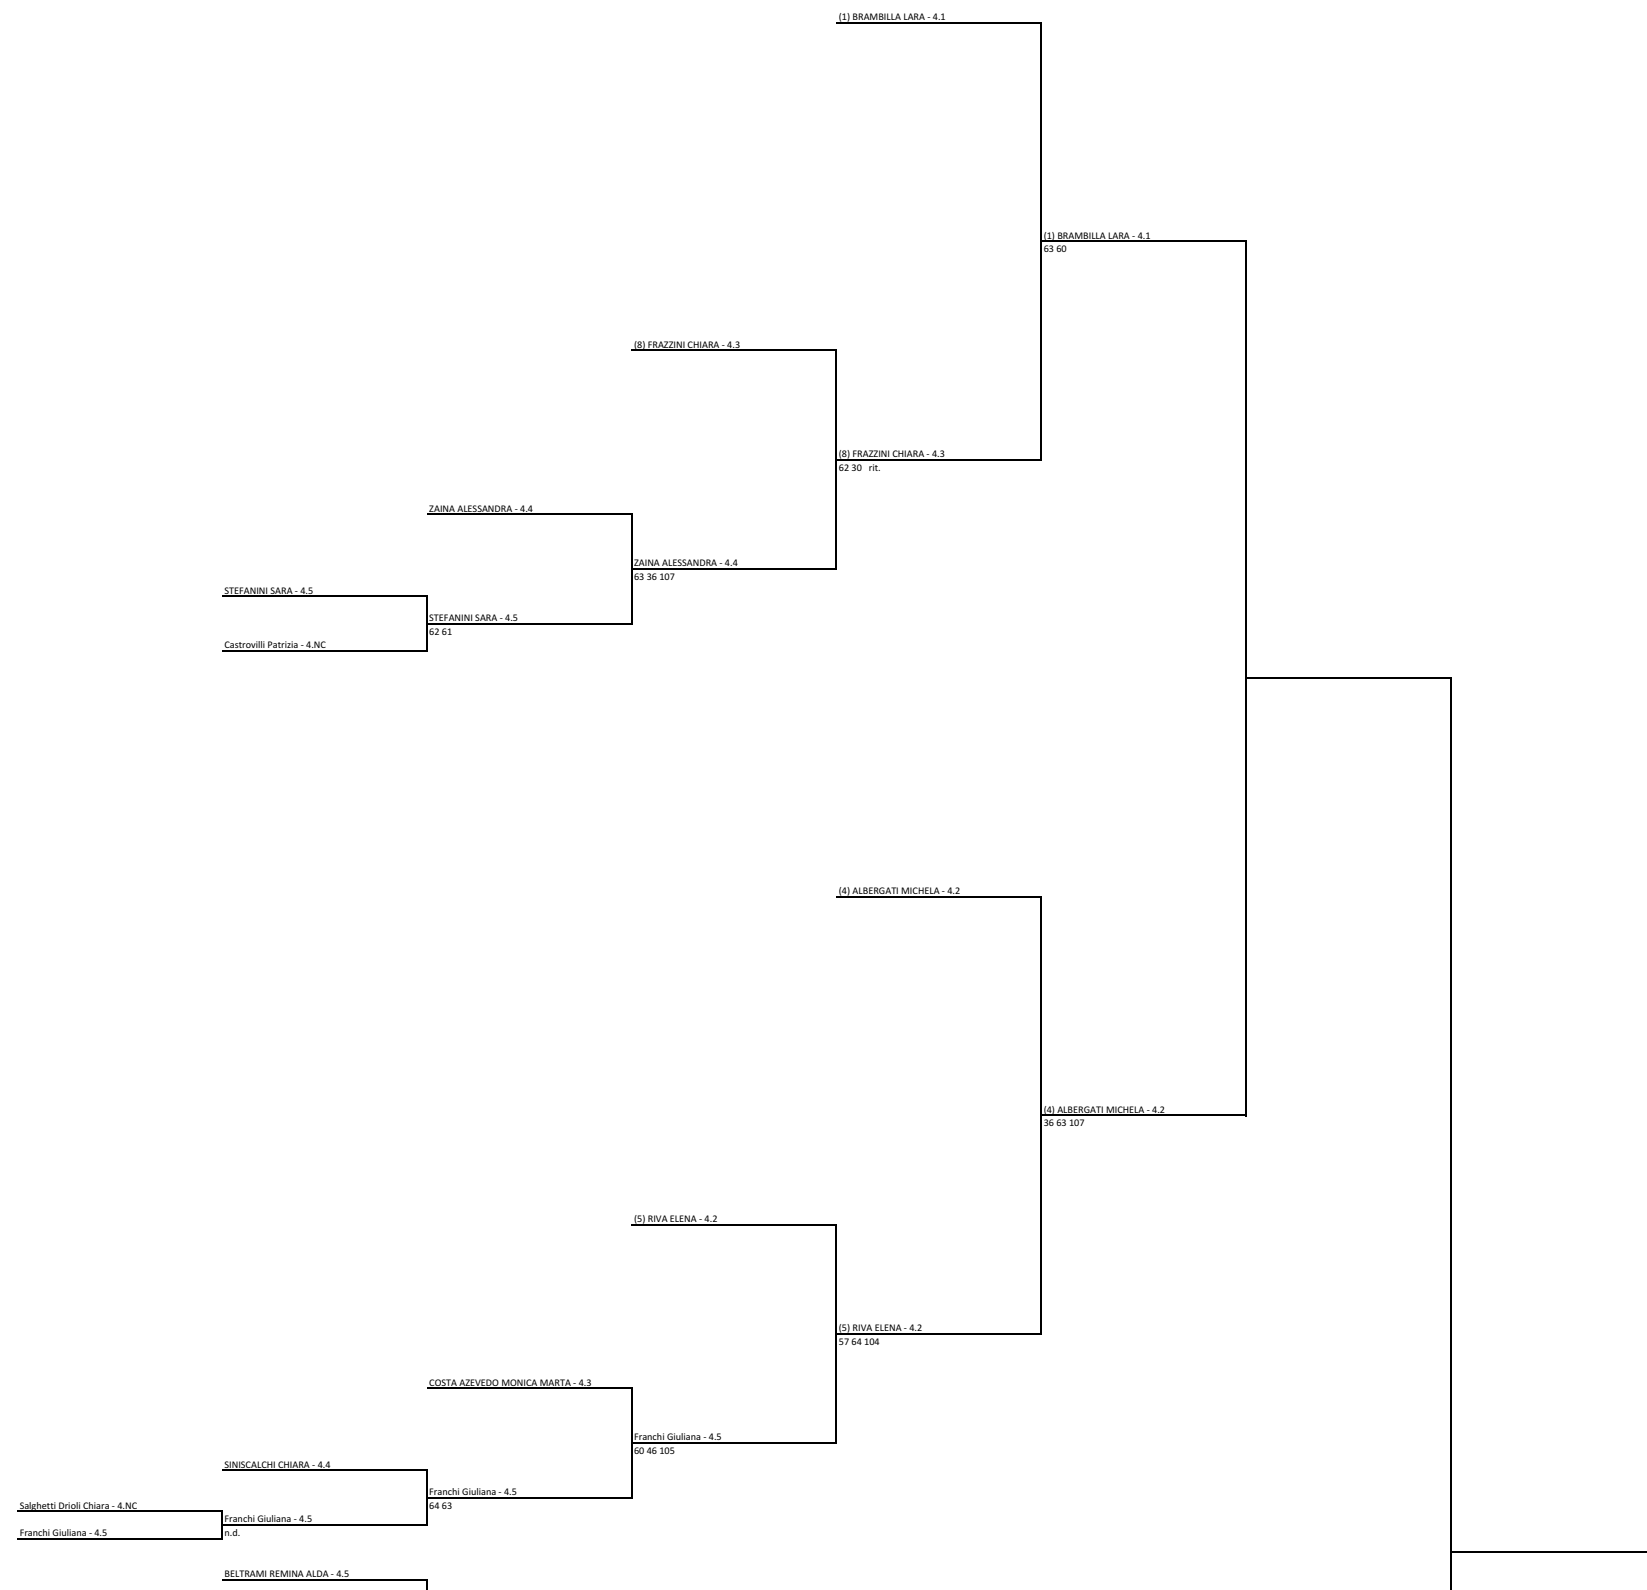 (1) BRAMBILLA LARA - 4.1
(1) BRAMBILLA LARA - 4.1
63 60
(8) FRAZZINI CHIARA - 4.3
(8) FRAZZINI CHIARA - 4.3
62 30 rit.
ZAINA ALESSANDRA - 4.4
ZAINA ALESSANDRA - 4.4
63 36 107
STEFANINI SARA - 4.5
STEFANINI SARA - 4.5
62 61
Castrovilli Patrizia - 4.NC
(4) ALBERGATI MICHELA - 4.2
(4) ALBERGATI MICHELA - 4.2
36 63 107
(5) RIVA ELENA - 4.2
(5) RIVA ELENA - 4.2
57 64 104
COSTA AZEVEDO MONICA MARTA - 4.3
Franchi Giuliana - 4.5
60 46 105
SINISCALCHI CHIARA - 4.4
Franchi Giuliana - 4.5
64 63
Salghetti Drioli Chiara - 4.NC
Franchi Giuliana - 4.5
Franchi Giuliana - 4.5
n.d.
BELTRAMI REMINA ALDA - 4.5